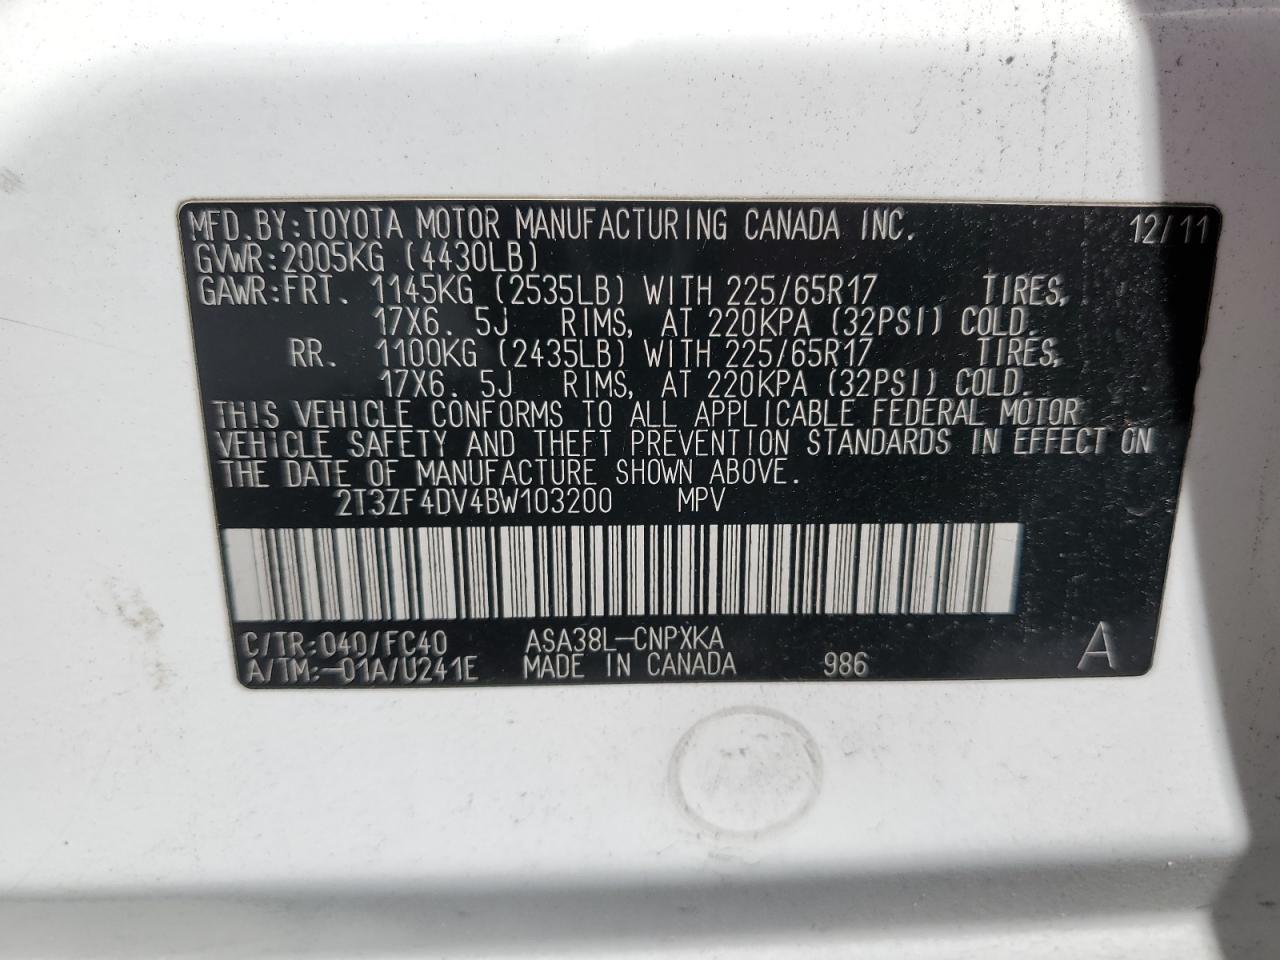 MFD.BY:TOYOTA MOTOR MANUFACTURING CANADA INC. 12/11
GVWR:2005KG (4430LB)
GAWR:FRT. 1145KG (2535LB) WITH 225/65R17 TIRES,
17X6.5J RIMS, AT 220KPA (32PSI) COLD.
RR. 1100KG (2435LB) WITH 225/65R17 TIRES,
17X6.5J RIMS, AT 220KPA (32PSI) COLD.
THIS VEHICLE CONFORMS TO ALL APPLICABLE FEDERAL MOTOR
VEHICLE SAFETY AND THEFT PREVENTION STANDARDS IN EFFECT ON
THE DATE OF MANUFACTURE SHOWN ABOVE.
2T3ZF4DV4BW103200 MPV
C/TR:040/FC40 ASA38L-CNPXKA
A/TM:-01A/U241E MADE IN CANADA 986 A